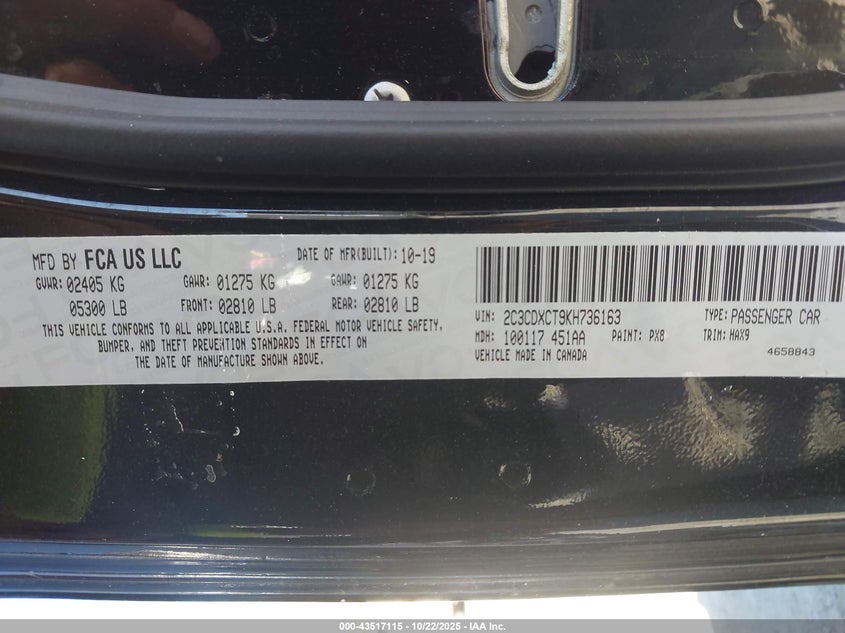 MFD BY FCA US LLC
DATE OF MFR(BUILT): 10-19
GVWR: 02405 KG GAWR: 01275 KG GAWR: 01275 KG
05300 LB FRONT: 02810 LB REAR: 02810 LB
THIS VEHICLE CONFORMS TO ALL APPLICABLE U.S.A. FEDERAL MOTOR VEHICLE SAFETY,
BUMPER, AND THEFT PREVENTION STANDARDS IN EFFECT ON
THE DATE OF MANUFACTURE SHOWN ABOVE.
VIN: 2C3CDXCT9KH736163 TYPE: PASSENGER CAR
MDH: 100117 451AA PAINT: PX8 TRIM: HAX9
VEHICLE MADE IN CANADA 4658843
000-43517115 | 10/22/2025 - IAA Inc.